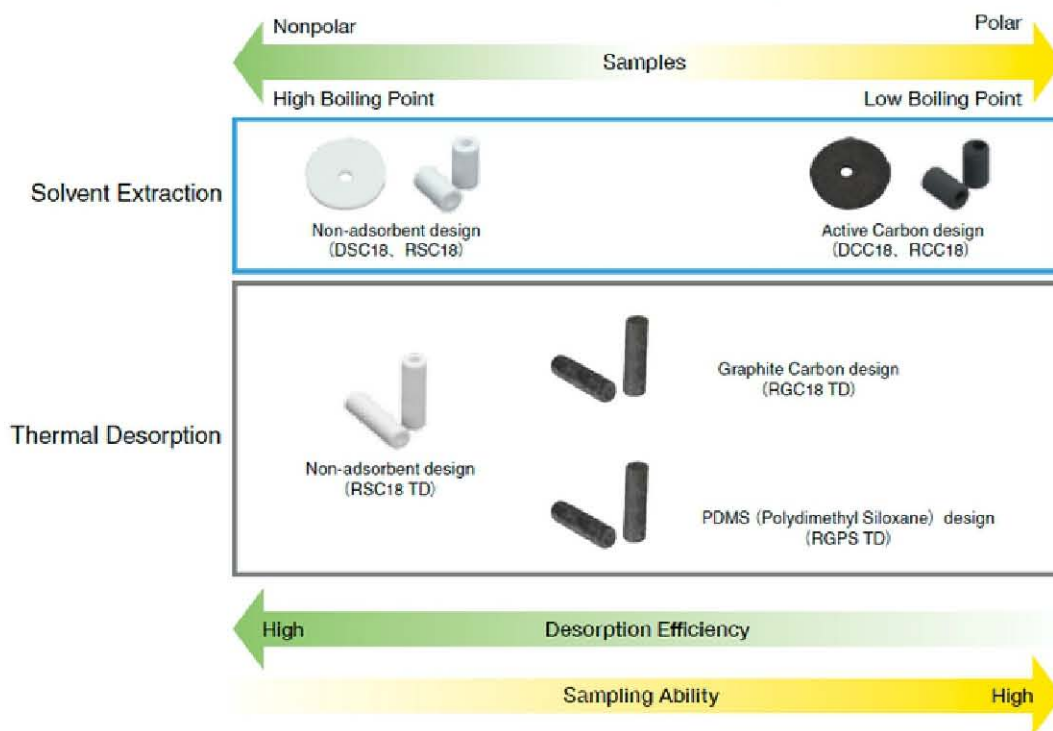 Nonpolar
Polar
Samples
High Boiling Point
Low Boiling Point
Solvent Extraction
Non-adsorbent design
(DSC18、RSC18)
Active Carbon design
(DCC18、RCC18)
Thermal Desorption
Graphite Carbon design
(RGC18 TD)
Non-adsorbent design
(RSC18 TD)
PDMS (Polydimethyl Siloxane) design
(RGPS TD)
High
Desorption Efficiency
Sampling Ability
High